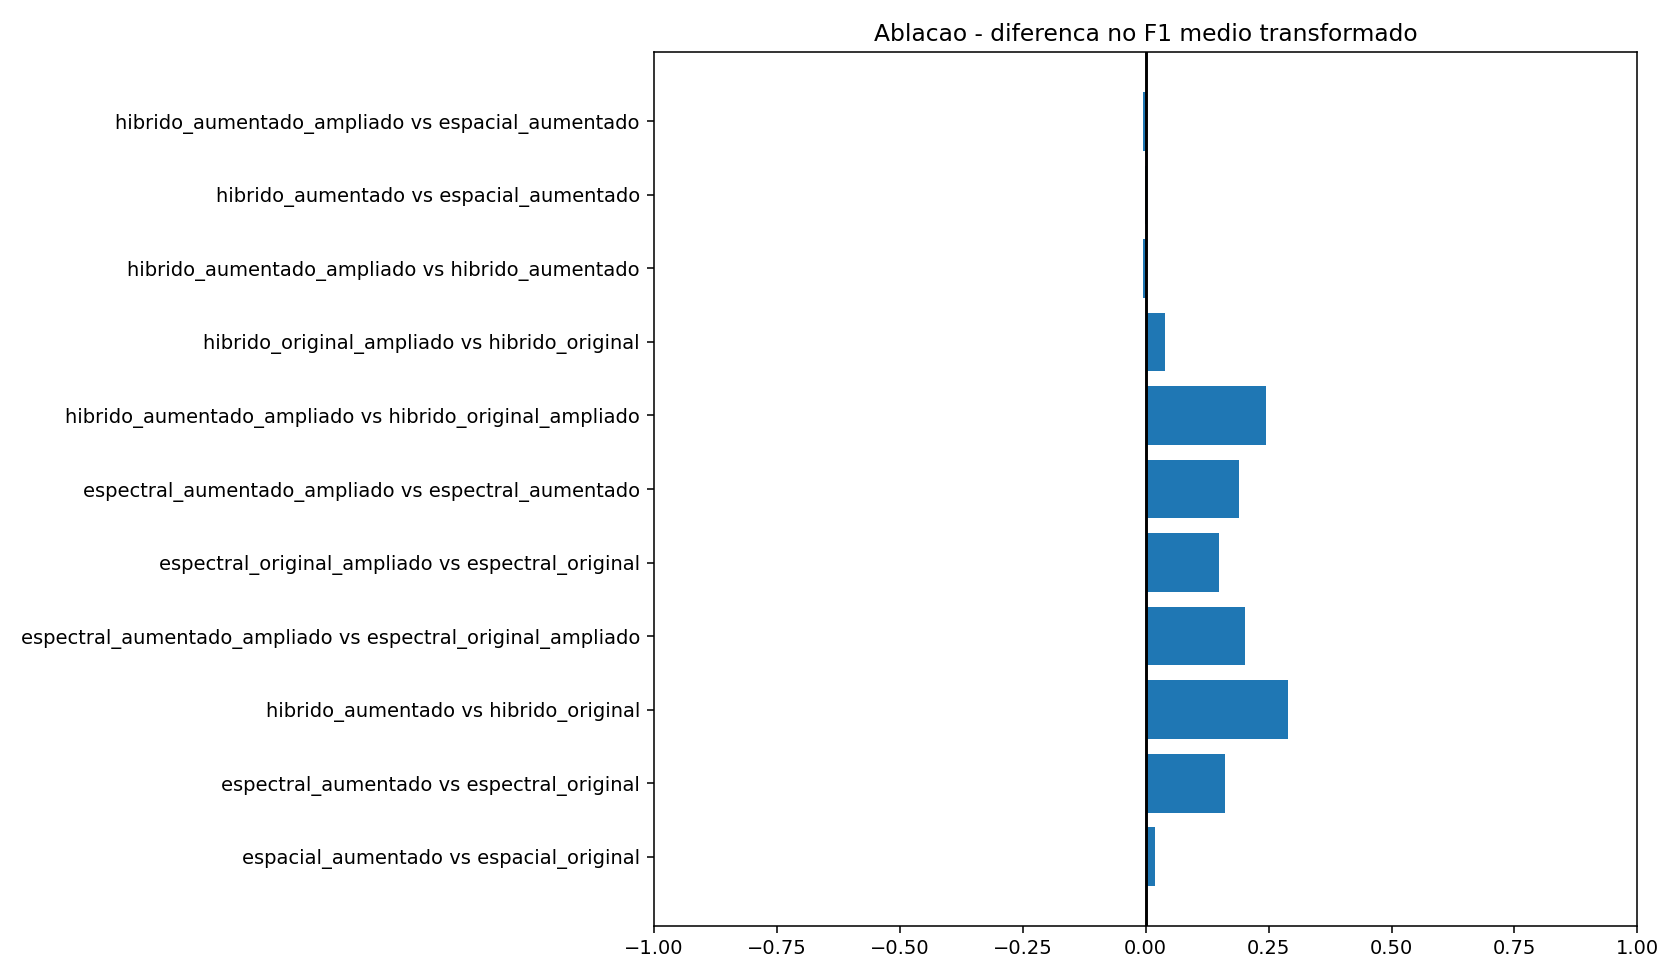 Ablacao - diferenca no F1 medio transformado
hibrido_aumentado_ampliado vs espacial_aumentado
hibrido_aumentado vs espacial_aumentado
hibrido_aumentado_ampliado vs hibrido_aumentado
hibrido_original_ampliado vs hibrido_original
hibrido_aumentado_ampliado vs hibrido_original_ampliado
espectral_aumentado_ampliado vs espectral_aumentado
espectral_original_ampliado vs espectral_original
espectral_aumentado_ampliado vs espectral_original_ampliado
hibrido_aumentado vs hibrido_original
espectral_aumentado vs espectral_original
espacial_aumentado vs espacial_original
−1.00 −0.75 −0.50 −0.25 0.00 0.25 0.50 0.75 1.00